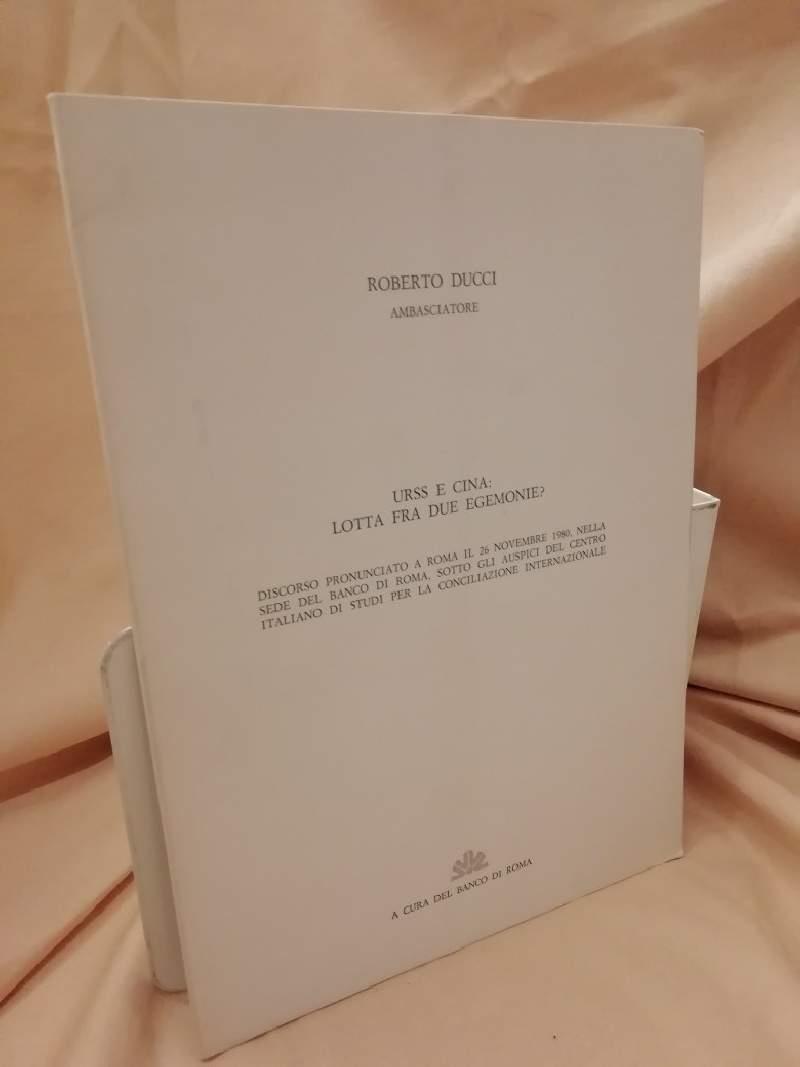 ROBERTO DUCCI
AMBASCIATORE
URSS E CINA:
LOTTA FRA DUE EGEMONIE?
DISCORSO PRONUNCIATO A ROMA IL 26 NOVEMBRE 1980, NELLA
SEDE DEL BANCO DI ROMA, SOTTO GLI AUSPICI DEL CENTRO
ITALIANO DI STUDI PER LA CONCILIAZIONE INTERNAZIONALE
A CURA DEL BANCO DI ROMA